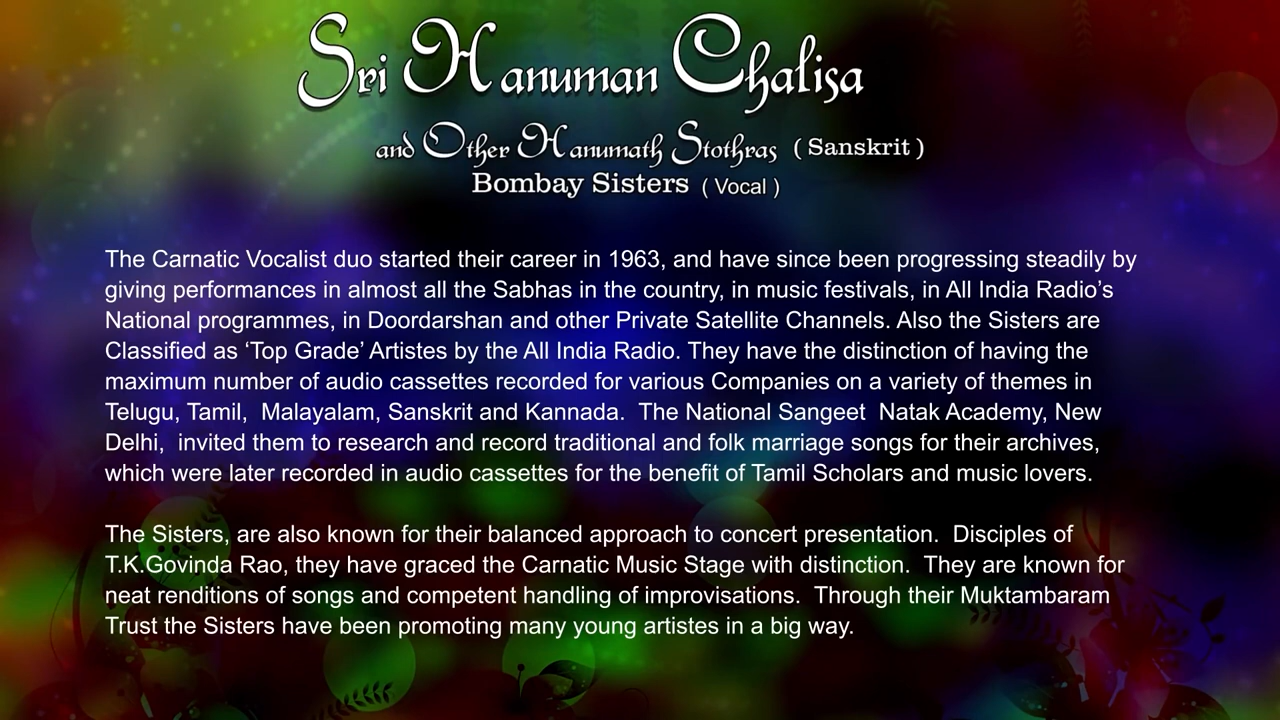 Sri Hanuman Chalisa
and Other Hanumath Stothras ( Sanskrit )
Bombay Sisters ( Vocal )
The Carnatic Vocalist duo started their career in 1963, and have since been progressing steadily by
giving performances in almost all the Sabhas in the country, in music festivals, in All India Radio’s
National programmes, in Doordarshan and other Private Satellite Channels. Also the Sisters are
Classified as ‘Top Grade’ Artistes by the All India Radio. They have the distinction of having the
maximum number of audio cassettes recorded for various Companies on a variety of themes in
Telugu, Tamil,  Malayalam, Sanskrit and Kannada.  The National Sangeet  Natak Academy, New
Delhi,  invited them to research and record traditional and folk marriage songs for their archives,
which were later recorded in audio cassettes for the benefit of Tamil Scholars and music lovers.
The Sisters, are also known for their balanced approach to concert presentation.  Disciples of
T.K.Govinda Rao, they have graced the Carnatic Music Stage with distinction.  They are known for
neat renditions of songs and competent handling of improvisations.  Through their Muktambaram
Trust the Sisters have been promoting many young artistes in a big way.